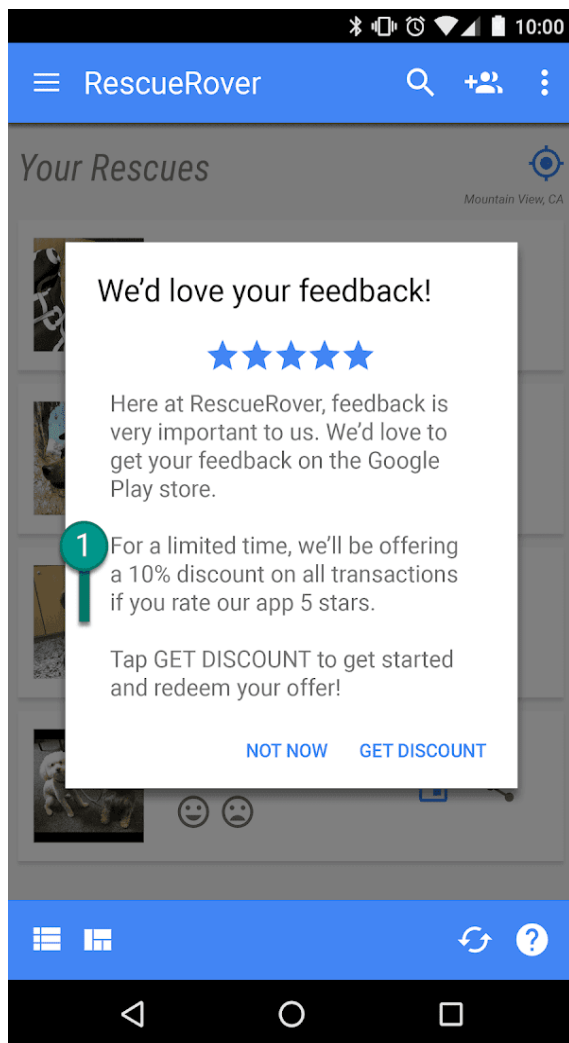 10:00
RescueRover
Your Rescues
Mountain View, CA
We'd love your feedback!
Here at RescueRover, feedback is
very important to us. We'd love to
get your feedback on the Google
Play store.
1
For a limited time, we'll be offering
a 10% discount on all transactions
if you rate our app 5 stars.
Tap GET DISCOUNT to get started
and redeem your offer!
NOT NOW GET DISCOUNT